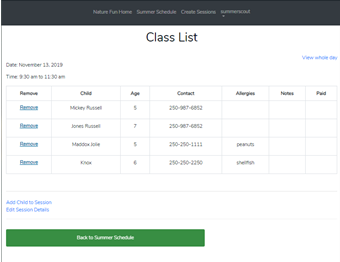 Nature Fun Home Summer Schedule Create Sessions summerscout
Class List
View whole day
Date: November 13, 2019
Time: 9:30 am to 11:30 am
Remove Child Age Contact Allergies Notes Paid
Remove Mickey Russell 5 250-987-6852
Remove Jones Russell 7 250-987-6852
Remove Maddox Jolie 5 250-250-1111 peanuts
Remove Knox 6 250-250-2250 shellfish
Add Child to Session
Edit Session Details
Back to Summer Schedule